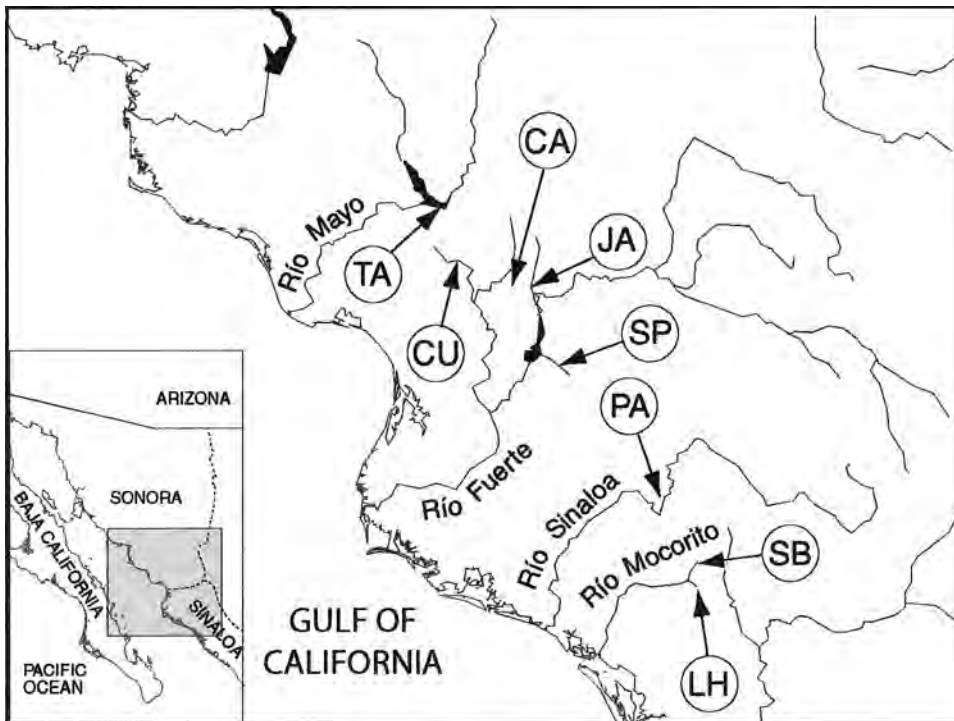 CA
Río Mayo
JA
TA
SP
CU
PA
ARIZONA
Río Fuerte
SONORA
Río Sinaloa
BAJA CALIFORNIA
Río Mocorito
SB
SINALOA
GULF OF
CALIFORNIA
PACIFIC
OCEAN
LH